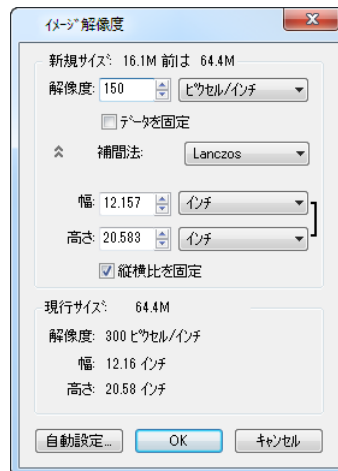 ｲﾒｰｼﾞ解像度
新規ｻｲｽﾞ: 16.1M 前は 64.4M
解像度: 150 ﾋﾟｸｾﾙ/ｲﾝﾁ
ﾃﾞｰﾀを固定
補間法: Lanczos
幅: 12.157 ｲﾝﾁ
高さ: 20.583 ｲﾝﾁ
縦横比を固定
現行ｻｲｽﾞ: 64.4M
解像度: 300 ﾋﾟｸｾﾙ/ｲﾝﾁ
幅: 12.16 ｲﾝﾁ
高さ: 20.58 ｲﾝﾁ
自動設定... OK ｷｬﾝｾﾙ